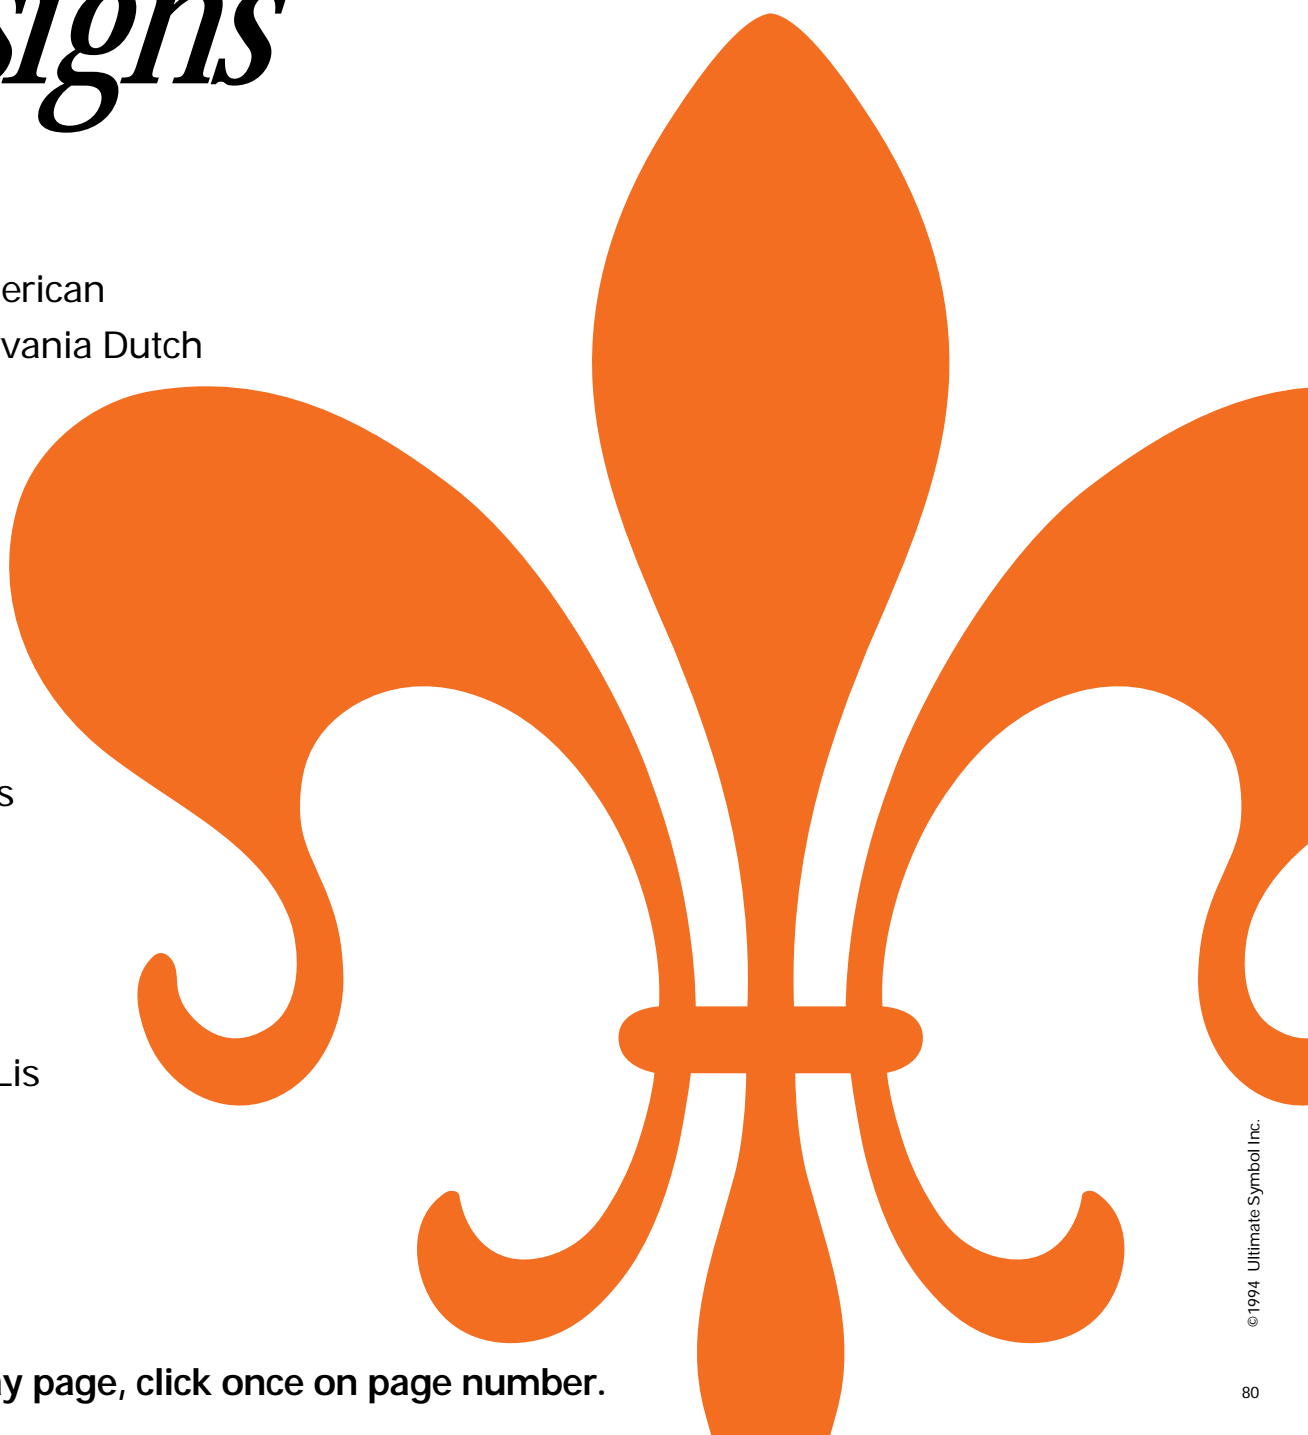 signs
erican
vania Dutch
s
Lis
©1994 Ultimate Symbol Inc.
y page, click once on page number.
80